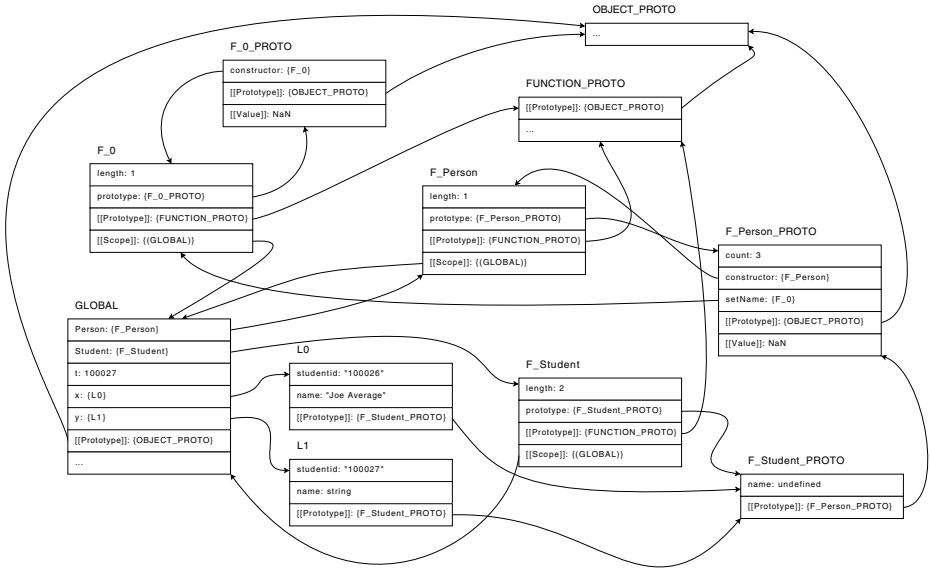 OBJECT_PROTO
...
F_0_PROTO
constructor: {F_0}
[[Prototype]]: {OBJECT_PROTO}
[[Value]]: NaN
FUNCTION_PROTO
[[Prototype]]: {OBJECT_PROTO}
...
F_0
length: 1
prototype: {F_0_PROTO}
[[Prototype]]: {FUNCTION_PROTO}
[[Scope]]: {(GLOBAL)}
F_Person
length: 1
prototype: {F_Person_PROTO}
[[Prototype]]: {FUNCTION_PROTO}
[[Scope]]: {(GLOBAL)}
F_Person_PROTO
count: 3
constructor: {F_Person}
setName: {F_0}
[[Prototype]]: {OBJECT_PROTO}
[[Value]]: NaN
GLOBAL
Person: {F_Person}
Student: {F_Student}
t: 100027
x: {L0}
y: {L1}
[[Prototype]]: {OBJECT_PROTO}
...
L0
studentid: "100026"
name: "Joe Average"
[[Prototype]]: {F_Student_PROTO}
L1
studentid: "100027"
name: string
[[Prototype]]: {F_Student_PROTO}
F_Student
length: 2
prototype: {F_Student_PROTO}
[[Prototype]]: {FUNCTION_PROTO}
[[Scope]]: {(GLOBAL)}
F_Student_PROTO
name: undefined
[[Prototype]]: {F_Person_PROTO}